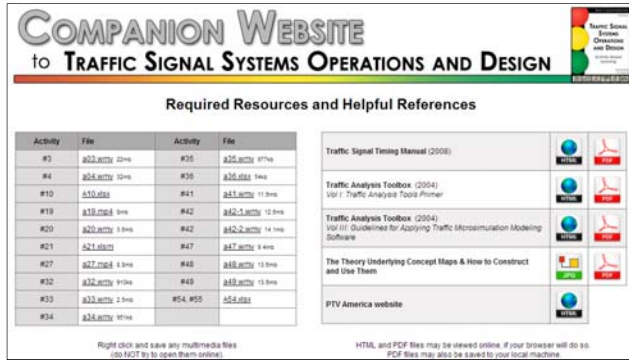 COMPANION WEBSITE
to TRAFFIC SIGNAL SYSTEMS OPERATIONS AND DESIGN
TRAFFIC SIGNAL
SYSTEMS
OPERATIONS
AND DESIGN
Required Resources and Helpful References
Activity File Activity File
#3 a03.wmv 22mb #35 a35.wmv 977kb
#4 a04.wmv 32mb #36 a36.xlsx 54kb
#10 A10.xlsx #41 a41.wmv 11.5mb
#19 a19.mp4 6mb #42 a42-1.wmv 12.6mb
#20 a20.wmv 3.5mb #42 a42-2.wmv 14.1mb
#21 A21.xlsm #47 a47.wmv 8.4mb
#27 a27.mp4 8.8mb #48 a48.wmv 13.5mb
#32 a32.wmv 913kb #49 a49.wmv 13.8mb
#33 a33.wmv 2.5mb #54, #55 A54.xlsx
#34 a34.wmv 951kb
Right click and save any multimedia files
(do NOT try to open them online).
Traffic Signal Timing Manual (2008) HTML PDF
Traffic Analysis Toolbox (2004)
Vol I: Traffic Analysis Tools Primer HTML PDF
Traffic Analysis Toolbox (2004)
Vol III: Guidelines for Applying Traffic Microsimulation Modeling
Software HTML PDF
The Theory Underlying Concept Maps & How to Construct
and Use Them JPG PDF
PTV America website HTML
HTML and PDF files may be viewed online, if your browser will do so.
PDF files may also be saved to your local machine.